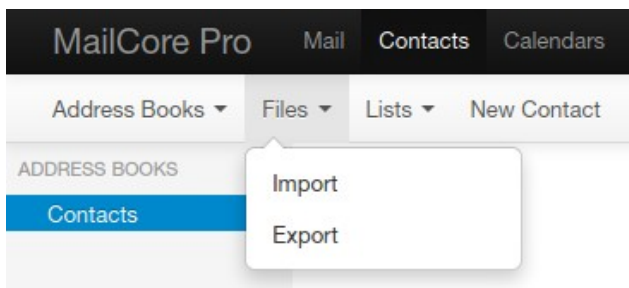 MailCore Pro Mail Contacts Calendars
Address Books Files Lists New Contact
ADDRESS BOOKS
Contacts
Import
Export